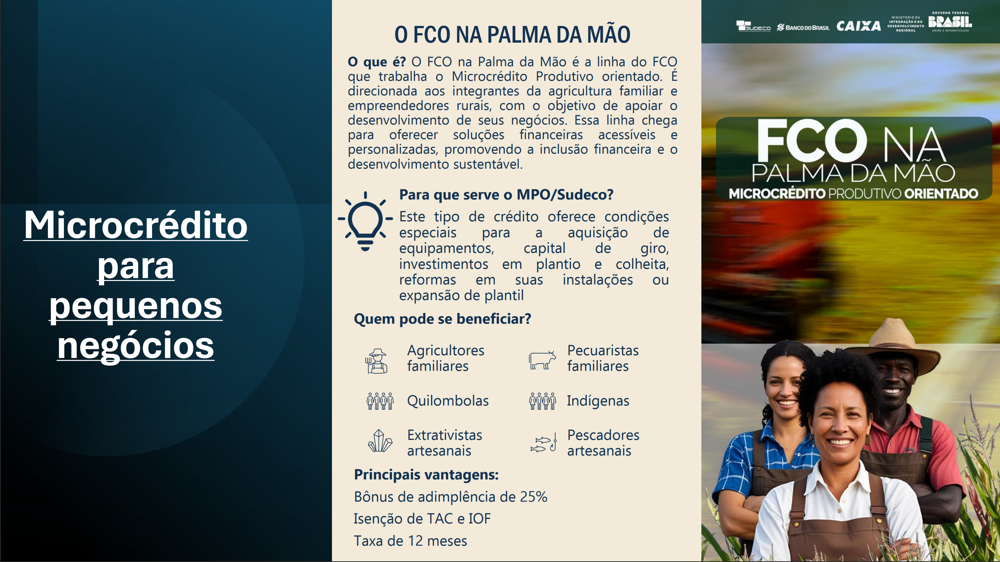 Microcrédito
para
pequenos
negócios
O FCO NA PALMA DA MÃO
O que é? O FCO na Palma da Mão é a linha do FCO
que trabalha o Microcrédito Produtivo orientado. É
direcionada aos integrantes da agricultura familiar e
empreendedores rurais, com o objetivo de apoiar o
desenvolvimento de seus negócios. Essa linha chega
para oferecer soluções financeiras acessíveis e
personalizadas, promovendo a inclusão financeira e o
desenvolvimento sustentável.
Para que serve o MPO/Sudeco?
Este tipo de crédito oferece condições
especiais para a aquisição de
equipamentos, capital de giro,
investimentos em plantio e colheita,
reformas em suas instalações ou
expansão de plantil
Quem pode se beneficiar?
Agricultores
familiares
Pecuaristas
familiares
Quilombolas
Indígenas
Extrativistas
artesanais
Pescadores
artesanais
Principais vantagens:
Bônus de adimplência de 25%
Isenção de TAC e IOF
Taxa de 12 meses
SUDECO
BANCO DO BRASIL
CAIXA
MINISTÉRIO DA
INTEGRAÇÃO E DO
DESENVOLVIMENTO
REGIONAL
GOVERNO FEDERAL
BRASIL
UNIÃO E RECONSTRUÇÃO
FCO NA
PALMA DA MÃO
MICROCRÉDITO PRODUTIVO ORIENTADO